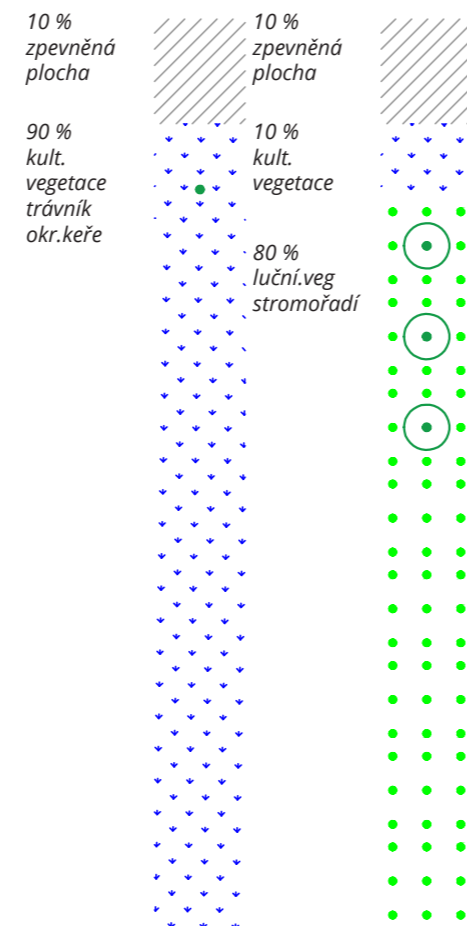 10 %
zpevněná
plocha
90 %
kult.
vegetace
trávník
okr.keře
10 %
zpevněná
plocha
10 %
kult.
vegetace
80 %
luční.veg
stromořadí